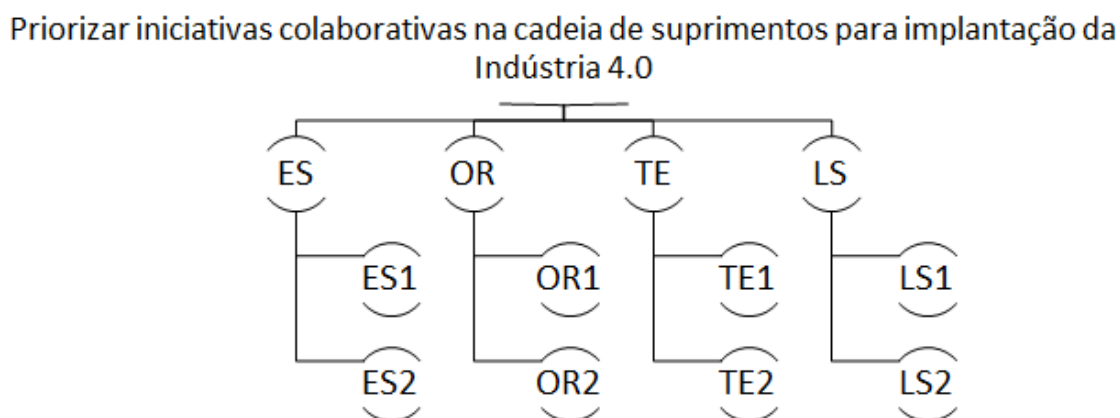 Priorizar iniciativas colaborativas na cadeia de suprimentos para implantação da
Indústria 4.0
ES OR TE LS
ES1 OR1 TE1 LS1
ES2 OR2 TE2 LS2